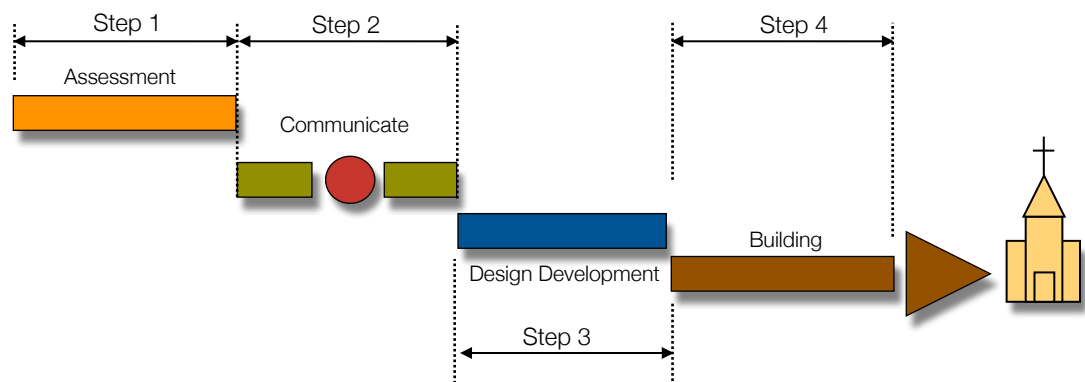 Step 1
Step 2
Step 4
Assessment
Communicate
Building
Design Development
Step 3